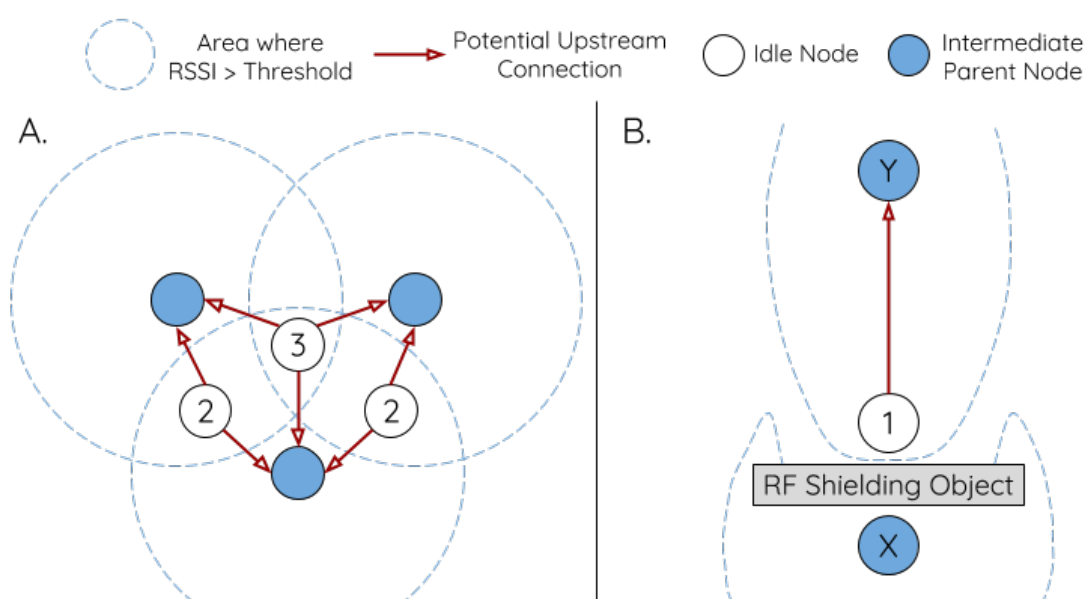 Area where
RSSI > Threshold
Potential Upstream
Connection
Idle Node
Intermediate
Parent Node
A.
3
2
2
B.
Y
1
RF Shielding Object
X